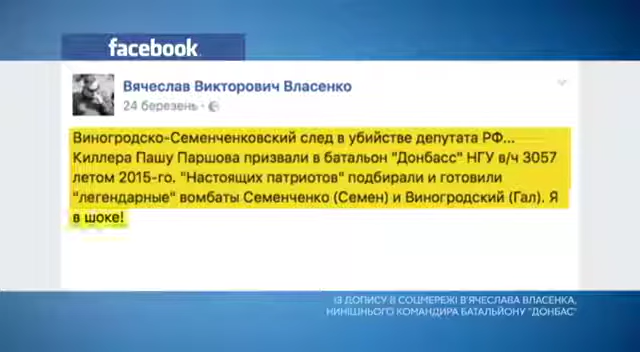 facebook
Вячеслав Викторович Власенко
24 березень ·
Виногродско-Семенченковский след в убийстве депутата РФ...
Киллера Пашу Паршова призвали в батальон "Донбасс" НГУ в/ч 3057
летом 2015-го. "Настоящих патриотов" подбирали и готовили
"легендарные" вомбаты Семенченко (Семен) и Виногродский (Гал). Я
в шоке!
ІЗ ДОПИСУ В СОЦМЕРЕЖІ В'ЯЧЕСЛАВА ВЛАСЕНКА,
НИНІШНЬОГО КОМАНДИРА БАТАЛЬЙОНУ "ДОНБАС"